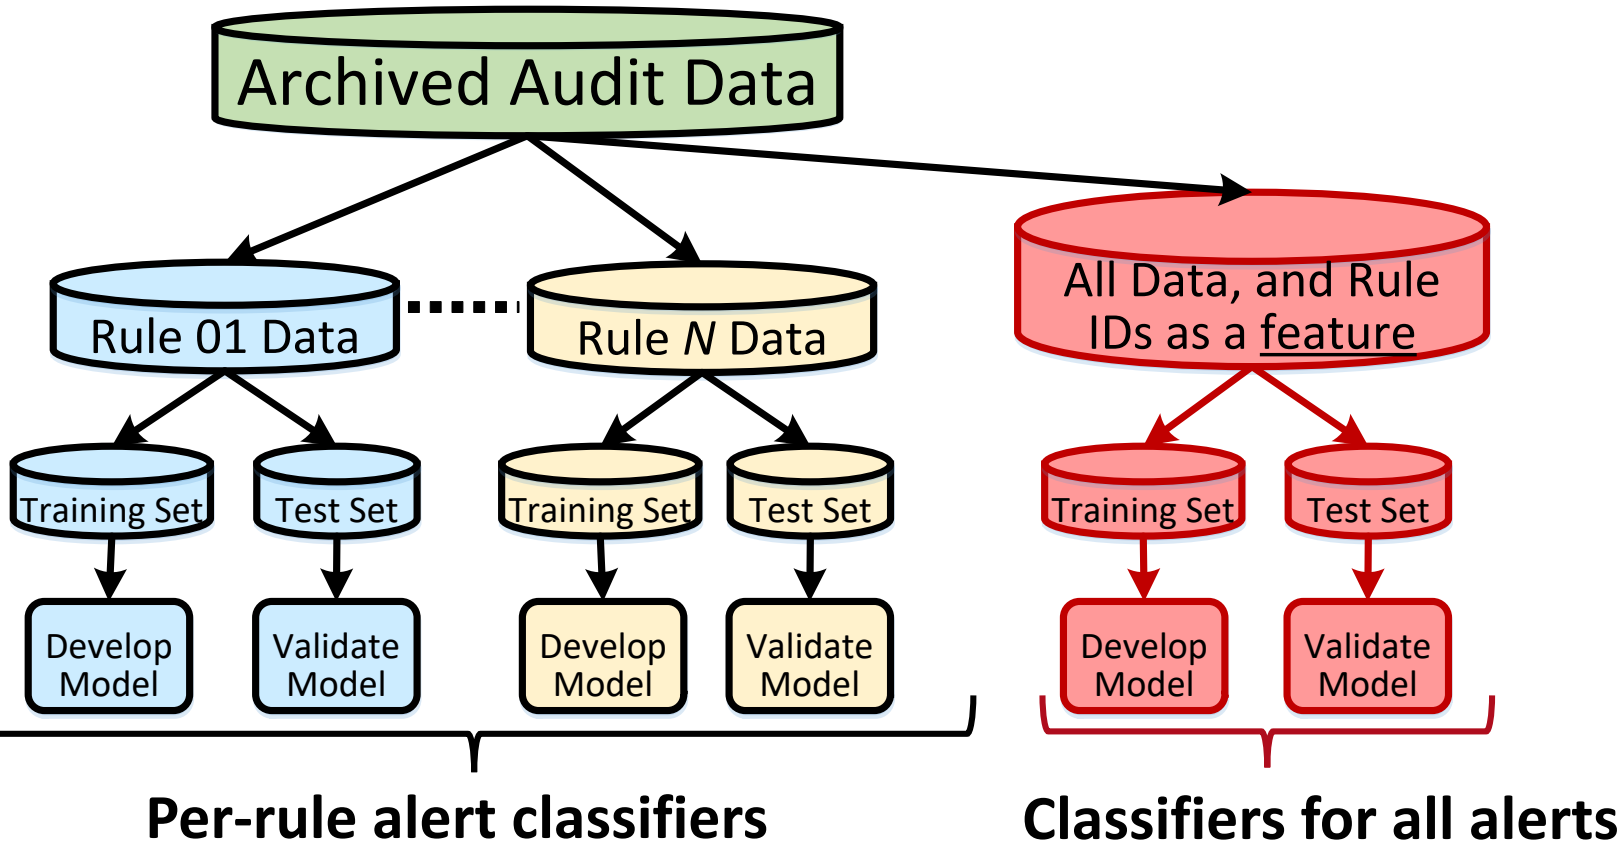 Archived Audit Data
Rule 01 Data
Rule N Data
All Data, and Rule
IDs as a feature
Training Set
Test Set
Training Set
Test Set
Training Set
Test Set
Develop
Model
Validate
Model
Develop
Model
Validate
Model
Develop
Model
Validate
Model
Per-rule alert classifiers
Classifiers for all alerts